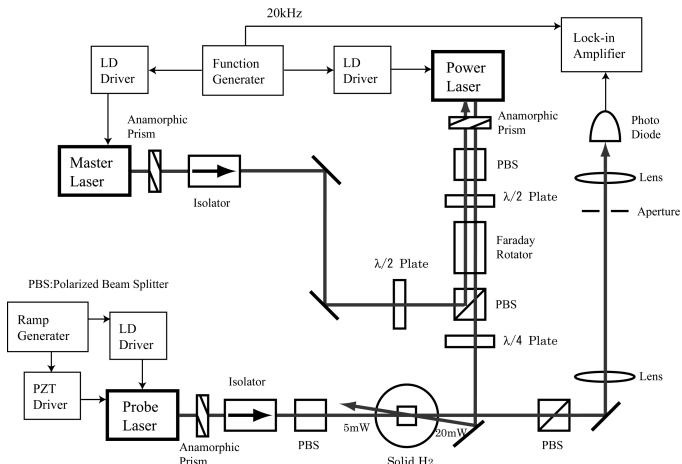 20kHz
Lock-in
Amplifier
LD
Driver
Function
Generater
LD
Driver
Power
Laser
Photo
Diode
Anamorphic
Prism
Anamorphic
Prism
Master
Laser
PBS
Isolator
Lens
λ/2 Plate
Aperture
Faraday
Rotator
λ/2 Plate
PBS:Polarized Beam Splitter
PBS
Ramp
Generater
LD
Driver
λ/4 Plate
PZT
Driver
Isolator
Lens
Probe
Laser
5mW
20mW
Anamorphic
Prism
PBS
PBS
Solid H2